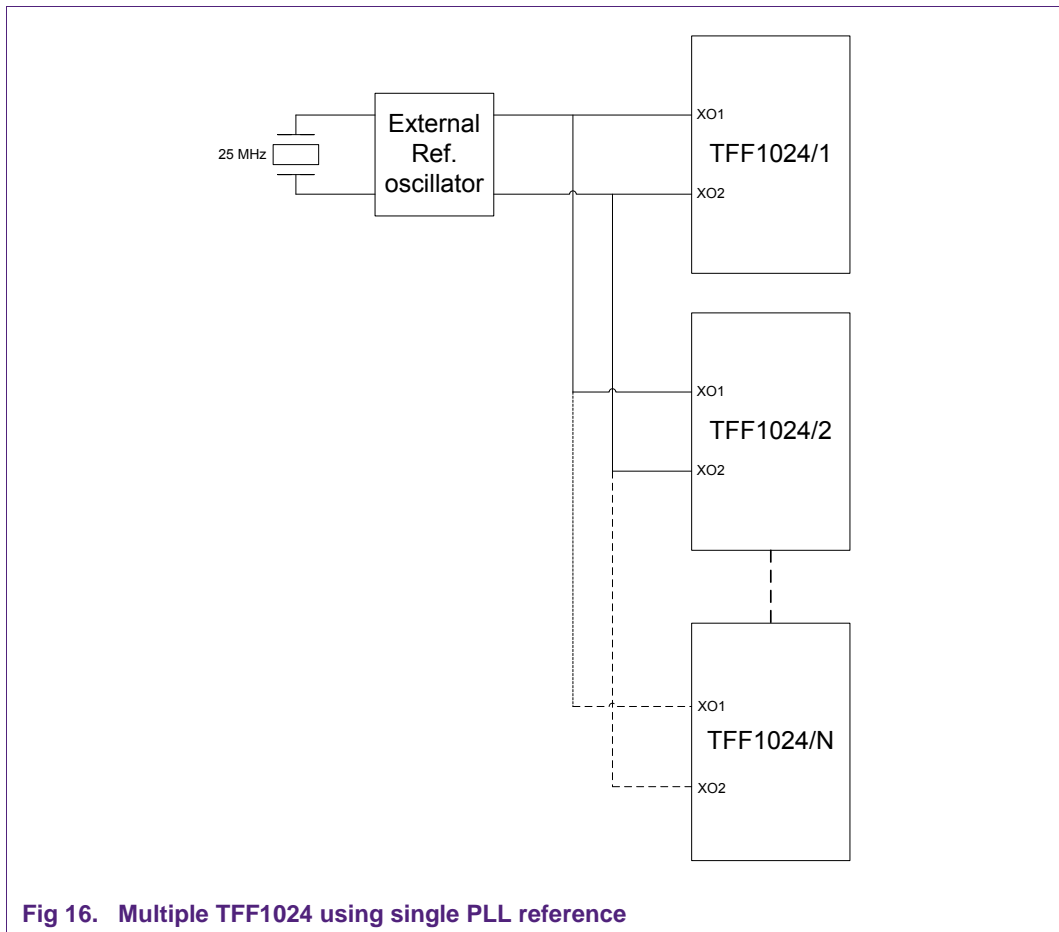 25 MHz
External
Ref.
oscillator
XO1
TFF1024/1
XO2
XO1
TFF1024/2
XO2
XO1
TFF1024/N
XO2
Fig 16. Multiple TFF1024 using single PLL reference